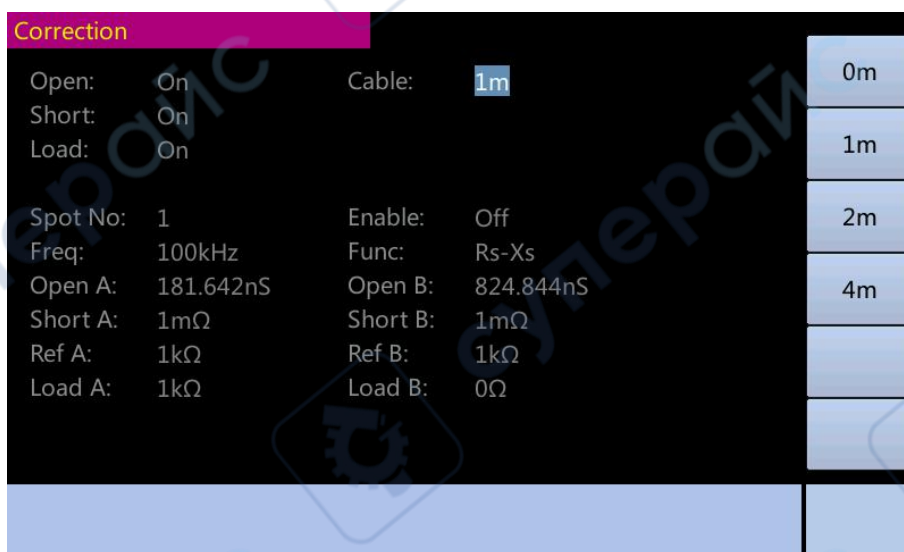 Correction
Open: On Cable: 1m
Short: On
Load: On
Spot No: 1 Enable: Off
Freq: 100kHz Func: Rs-Xs
Open A: 181.642nS Open B: 824.844nS
Short A: 1mΩ Short B: 1mΩ
Ref A: 1kΩ Ref B: 1kΩ
Load A: 1kΩ Load B: 0Ω
0m
1m
2m
4m
суперайс
суперайс